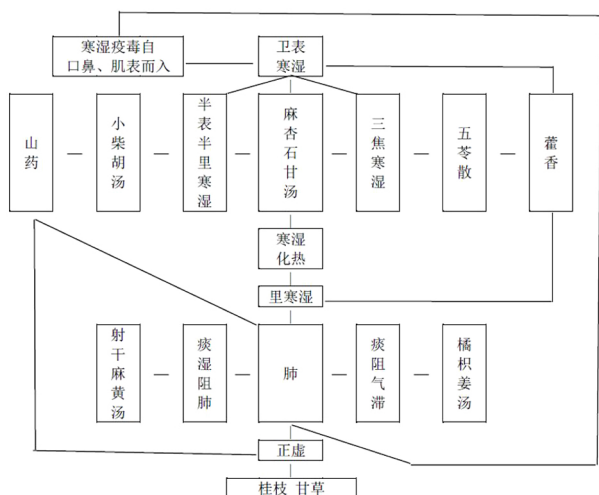 寒湿疫毒自
口鼻、肌表而入
卫表
寒湿
山药
小柴胡汤
半表半里寒湿
麻杏石甘汤
三焦寒湿
五苓散
藿香
寒湿
化热
里寒湿
射干麻黄汤
痰湿阻肺
肺
痰阻气滞
橘枳姜汤
正虚
桂枝 甘草